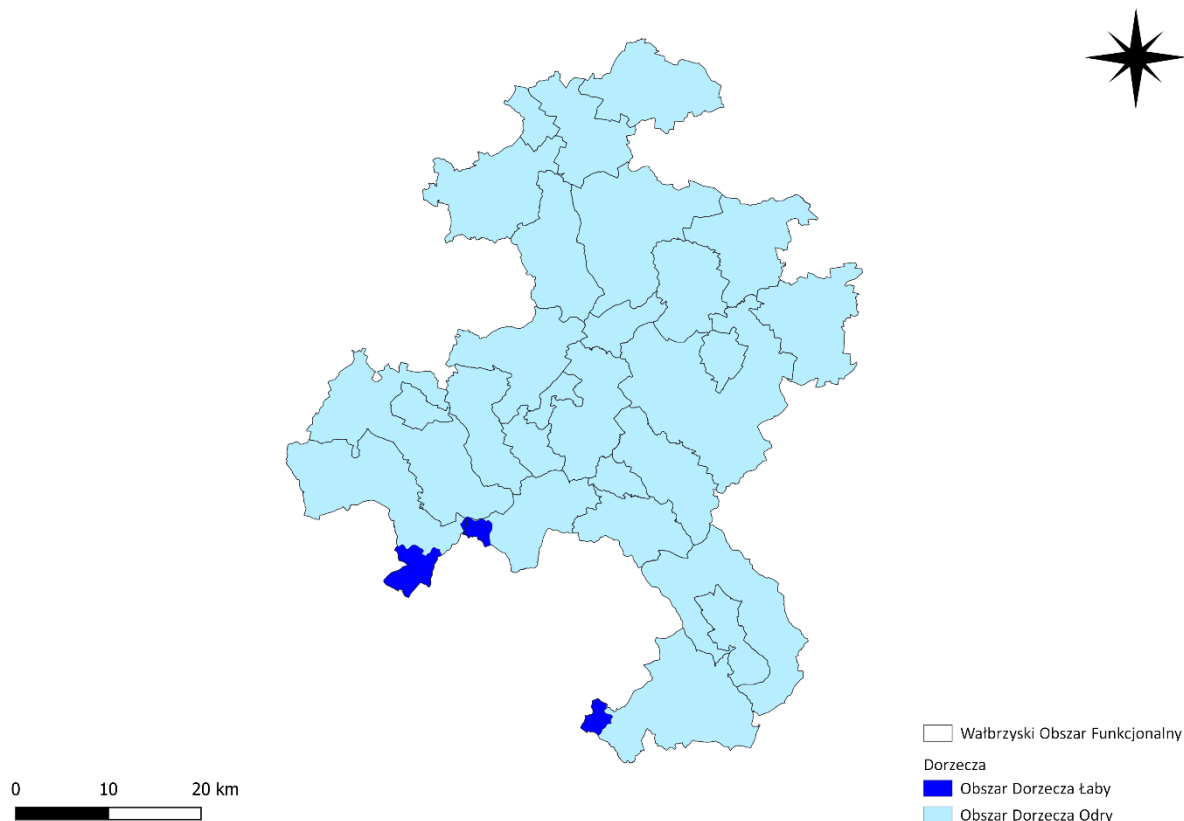 Wałbrzyski Obszar Funkcjonalny
Dorzecza
Obszar Dorzecza Łaby
Obszar Dorzecza Odry
0 10 20 km